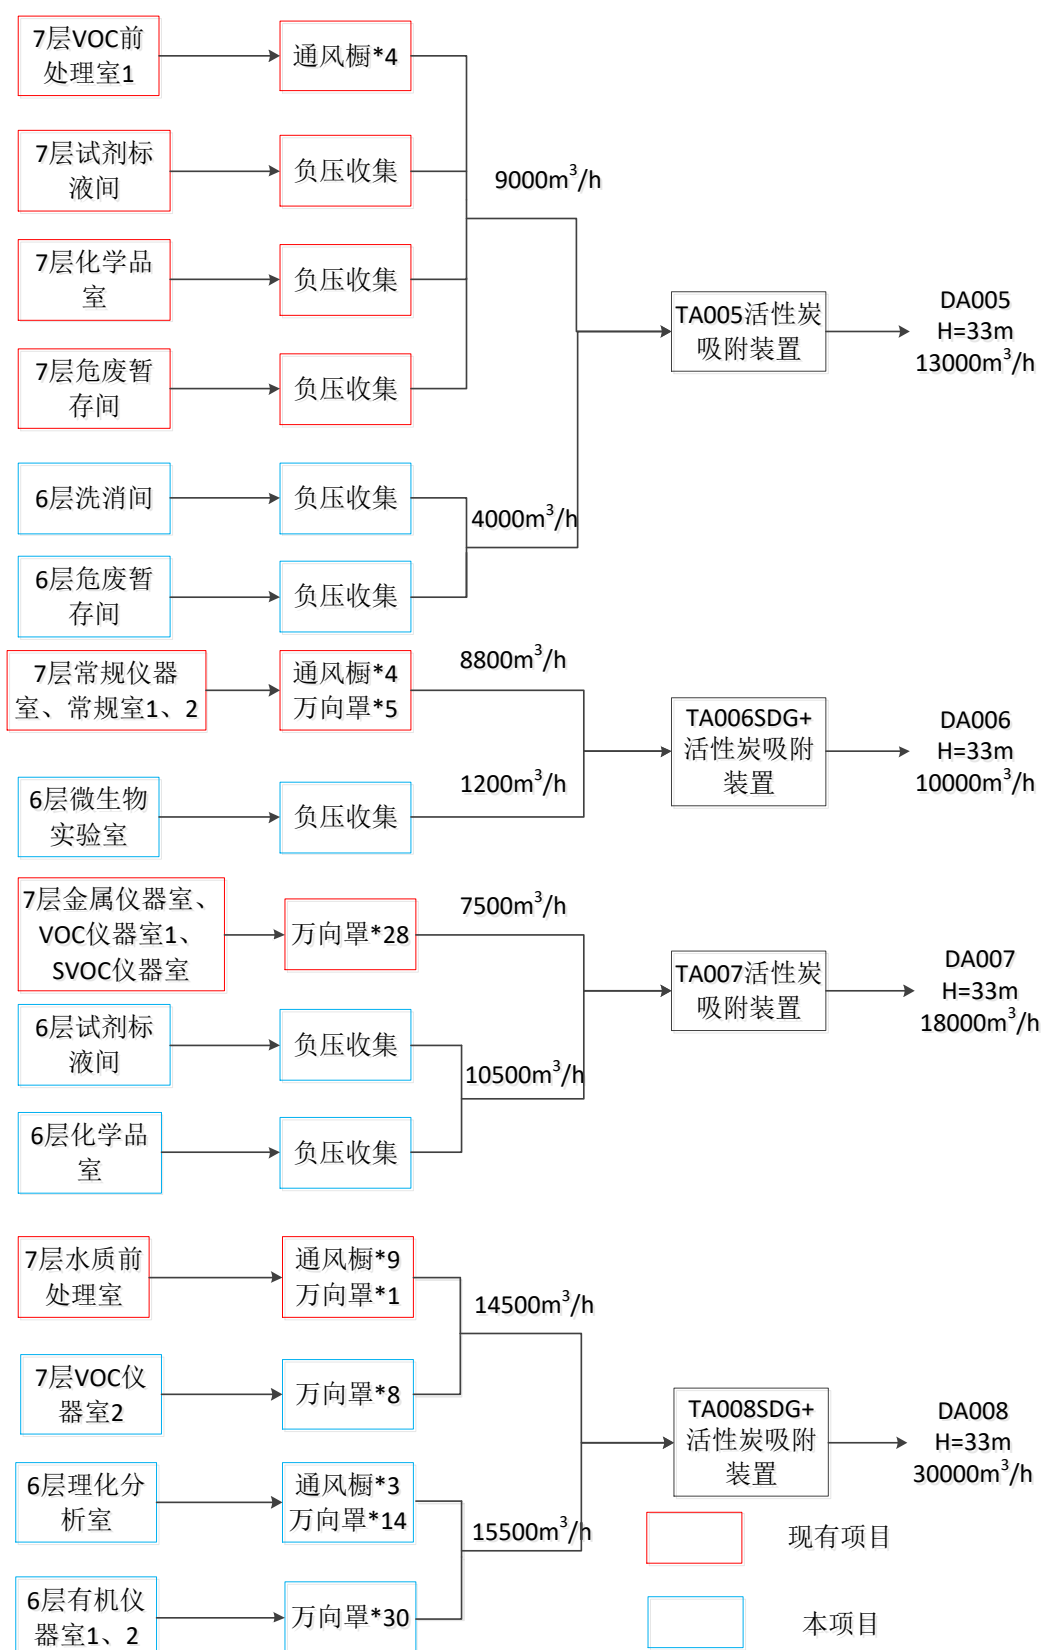 7层VOC前
处理室1
通风橱*4
7层试剂标
液间
负压收集
9000m³/h
7层化学品
室
负压收集
7层危废暂
存间
负压收集
TA005活性炭
吸附装置
DA005
H=33m
13000m³/h
6层洗消间
负压收集
4000m³/h
6层危废暂
存间
负压收集
7层常规仪器
室、常规室1、2
通风橱*4
万向罩*5
8800m³/h
6层微生物
实验室
负压收集
1200m³/h
TA006SDG+
活性炭吸附
装置
DA006
H=33m
10000m³/h
7层金属仪器室、
VOC仪器室1、
SVOC仪器室
万向罩*28
7500m³/h
6层试剂标
液间
负压收集
10500m³/h
6层化学品
室
负压收集
TA007活性炭
吸附装置
DA007
H=33m
18000m³/h
7层水质前
处理室
通风橱*9
万向罩*1
14500m³/h
7层VOC仪
器室2
万向罩*8
6层理化分
析室
通风橱*3
万向罩*14
15500m³/h
6层有机仪
器室1、2
万向罩*30
TA008SDG+
活性炭吸附
装置
DA008
H=33m
30000m³/h
现有项目
本项目